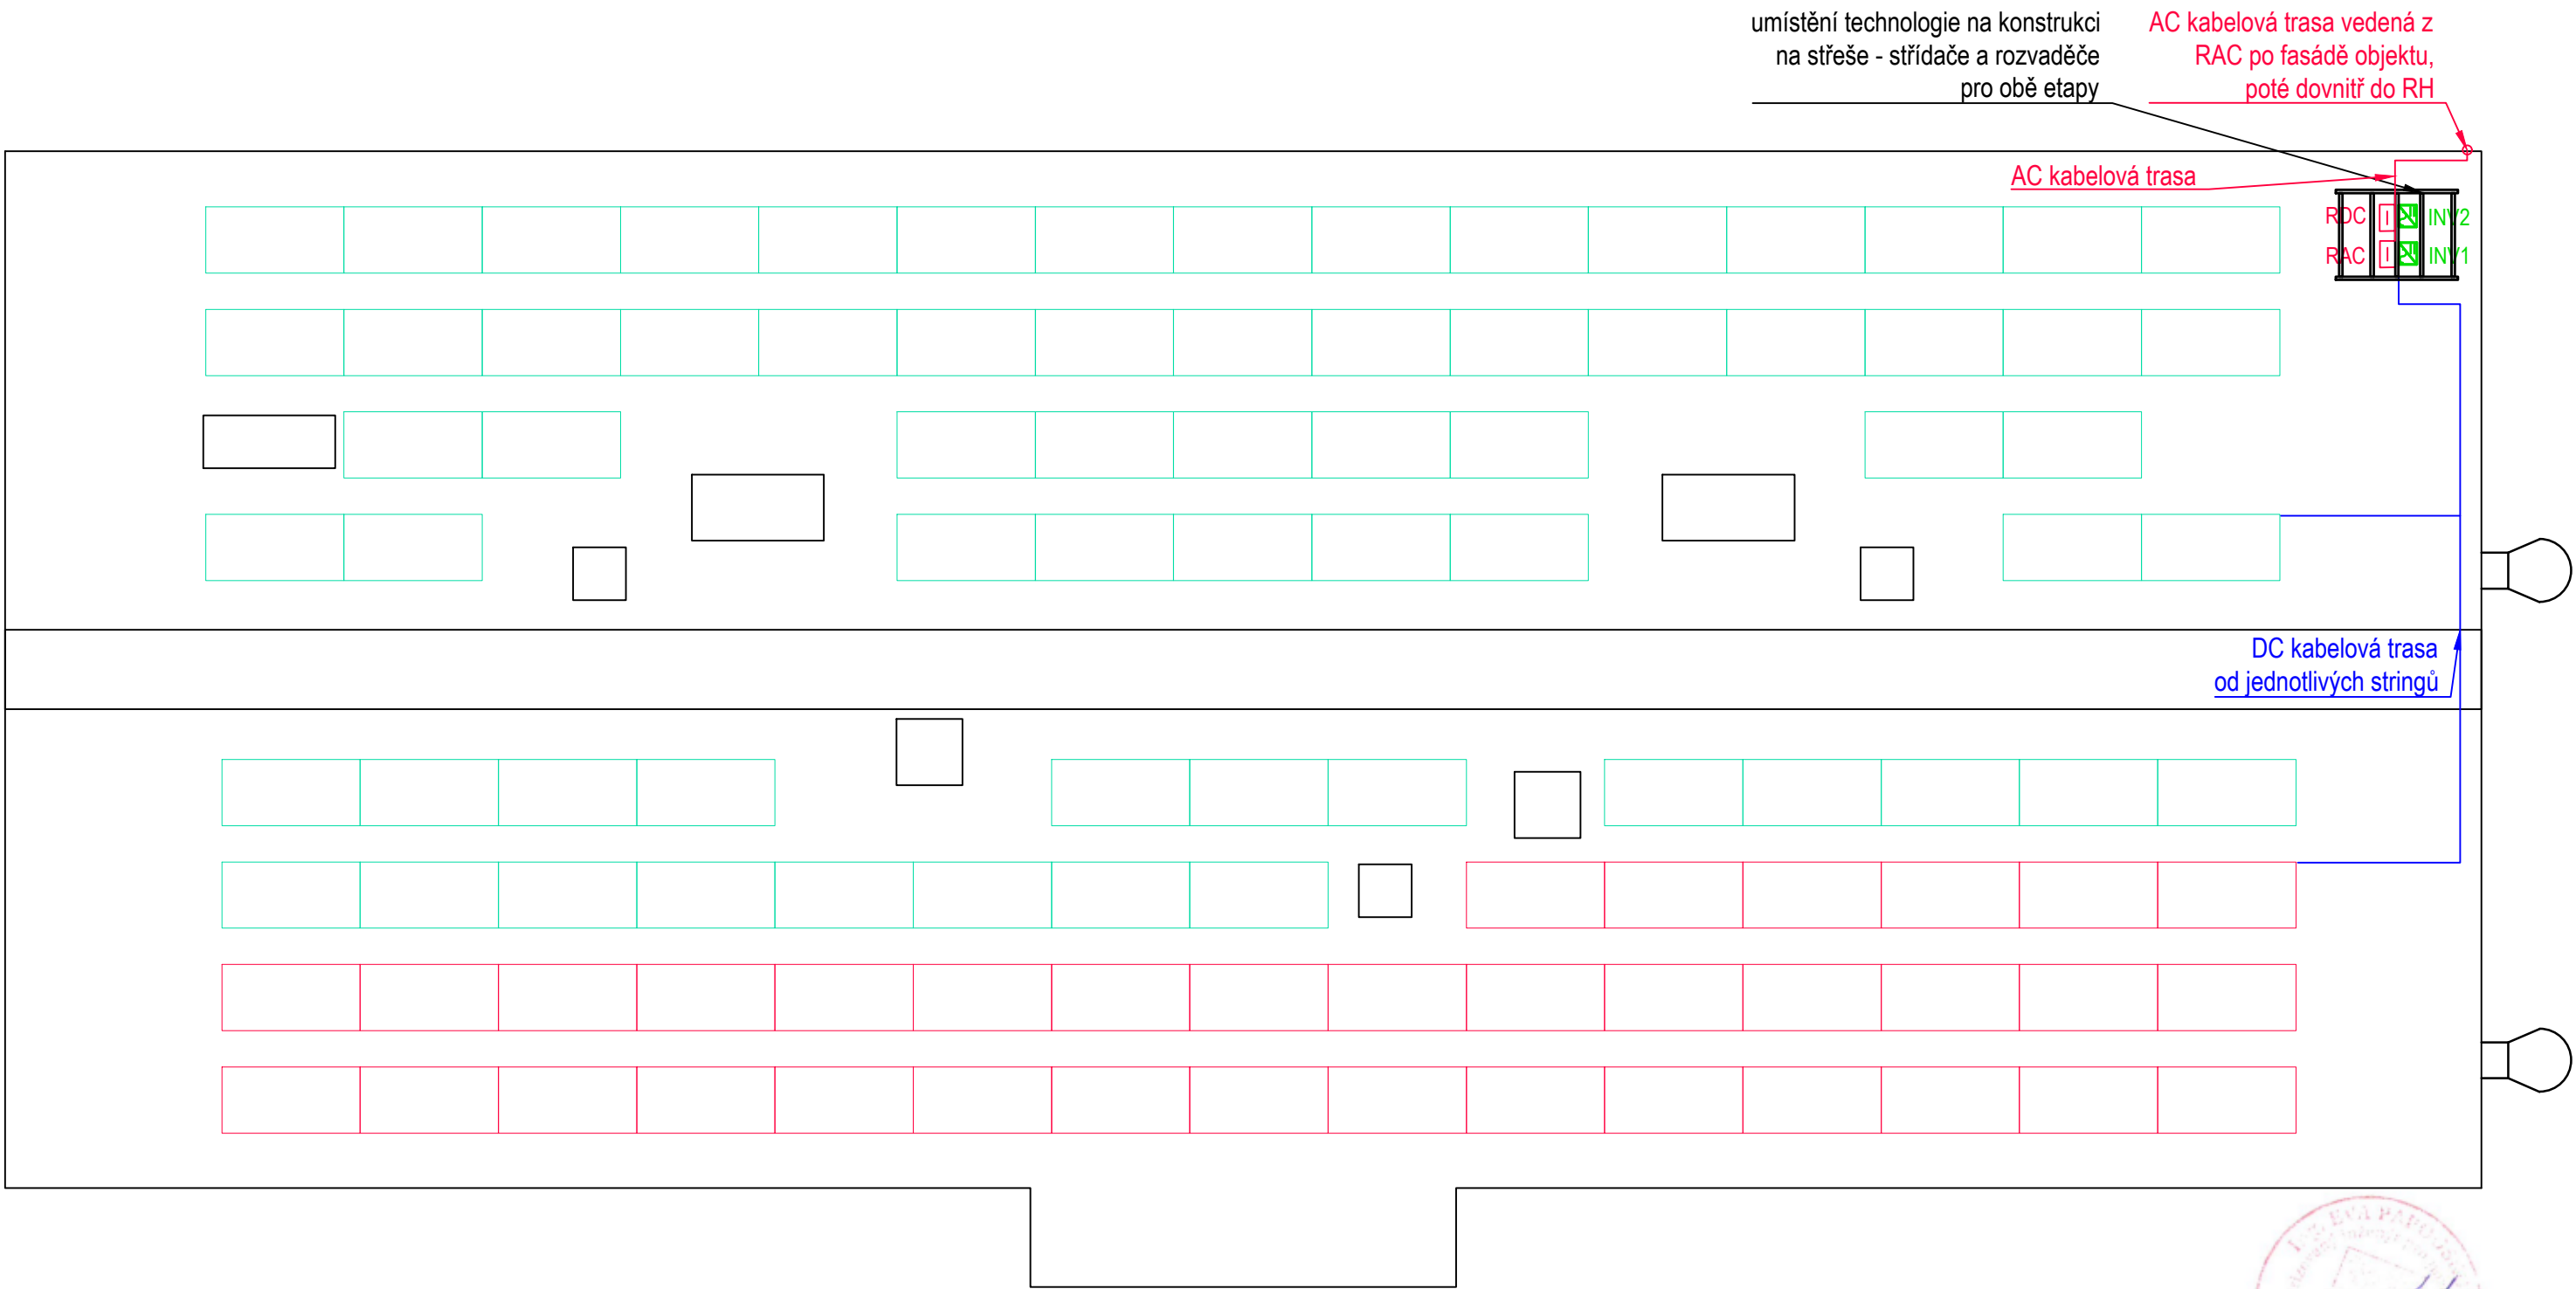 umístění technologie na konstrukci
na střeše - střídače a rozvaděče
pro obě etapy
AC kabelová trasa vedená z
RAC po fasádě objektu,
poté dovnitř do RH
AC kabelová trasa
RDC
INV2
RAC
INV1
DC kabelová trasa
od jednotlivých stringů
EVA